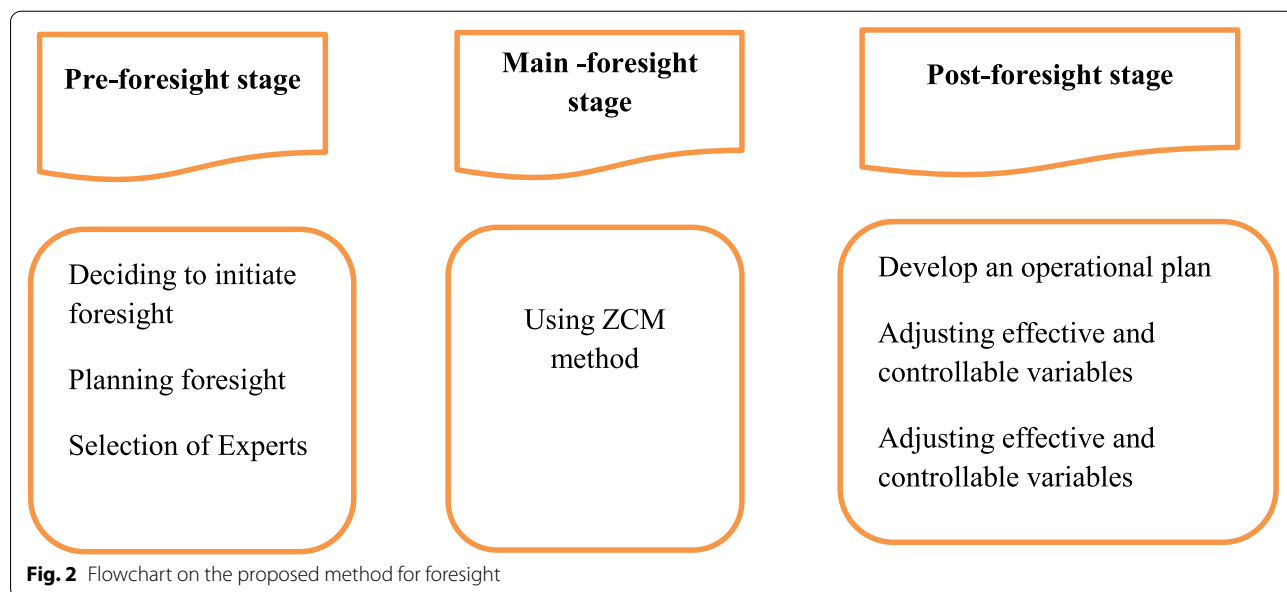 Pre-foresight stage
Main -foresight
stage
Post-foresight stage
Deciding to initiate
foresight
Planning foresight
Selection of Experts
Using ZCM
method
Develop an operational plan
Adjusting effective and
controllable variables
Adjusting effective and
controllable variables
Fig. 2 Flowchart on the proposed method for foresight